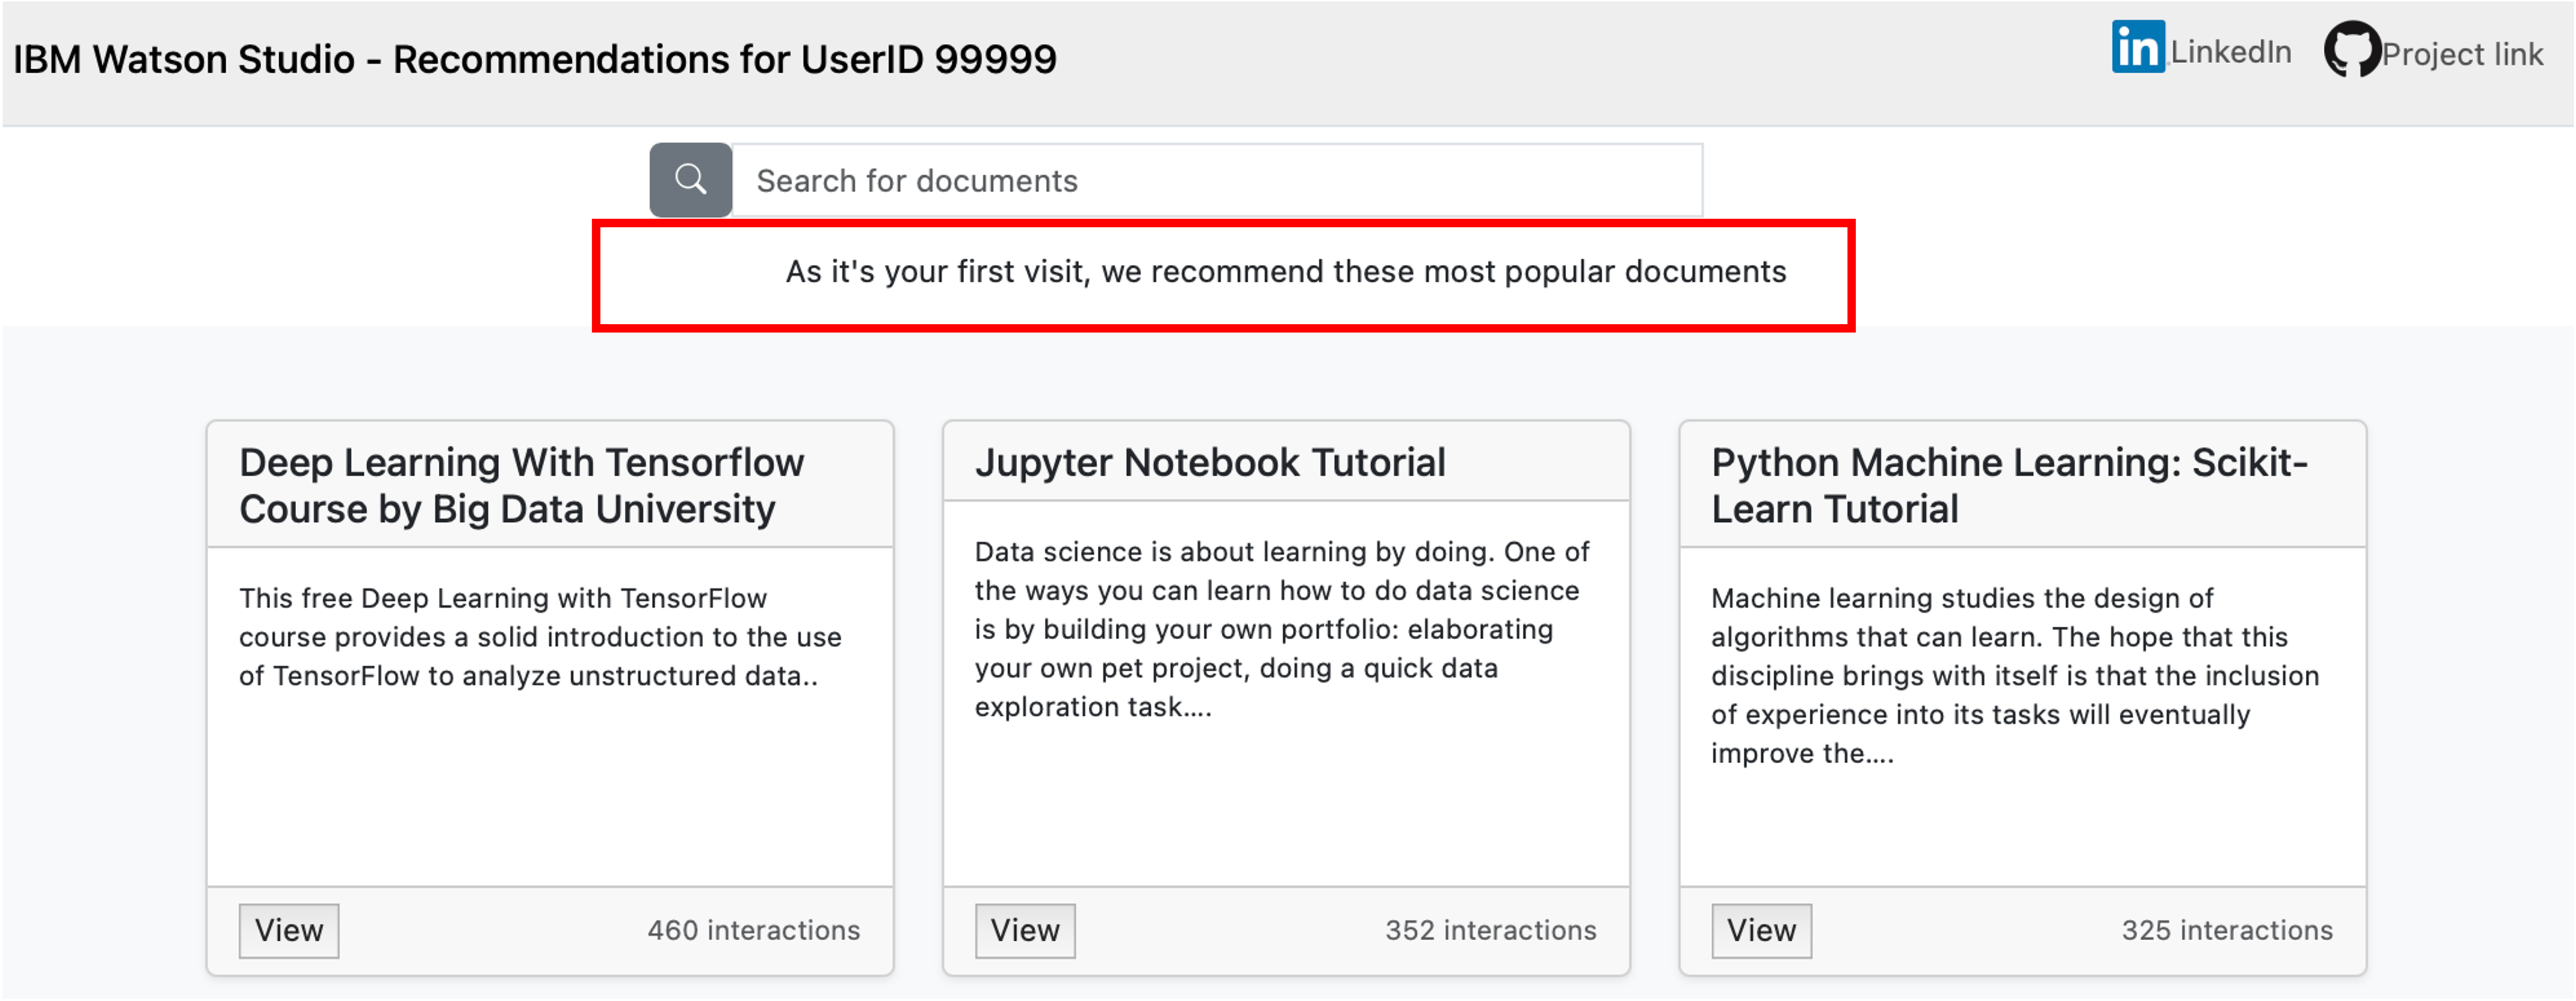 IBM Watson Studio - Recommendations for UserID 99999
in LinkedIn
Project link
Search for documents
As it's your first visit, we recommend these most popular documents
Deep Learning With Tensorflow
Course by Big Data University
This free Deep Learning with TensorFlow
course provides a solid introduction to the use
of TensorFlow to analyze unstructured data..
View
460 interactions
Jupyter Notebook Tutorial
Data science is about learning by doing. One of
the ways you can learn how to do data science
is by building your own portfolio: elaborating
your own pet project, doing a quick data
exploration task....
View
352 interactions
Python Machine Learning: Scikit-
Learn Tutorial
Machine learning studies the design of
algorithms that can learn. The hope that this
discipline brings with itself is that the inclusion
of experience into its tasks will eventually
improve the....
View
325 interactions